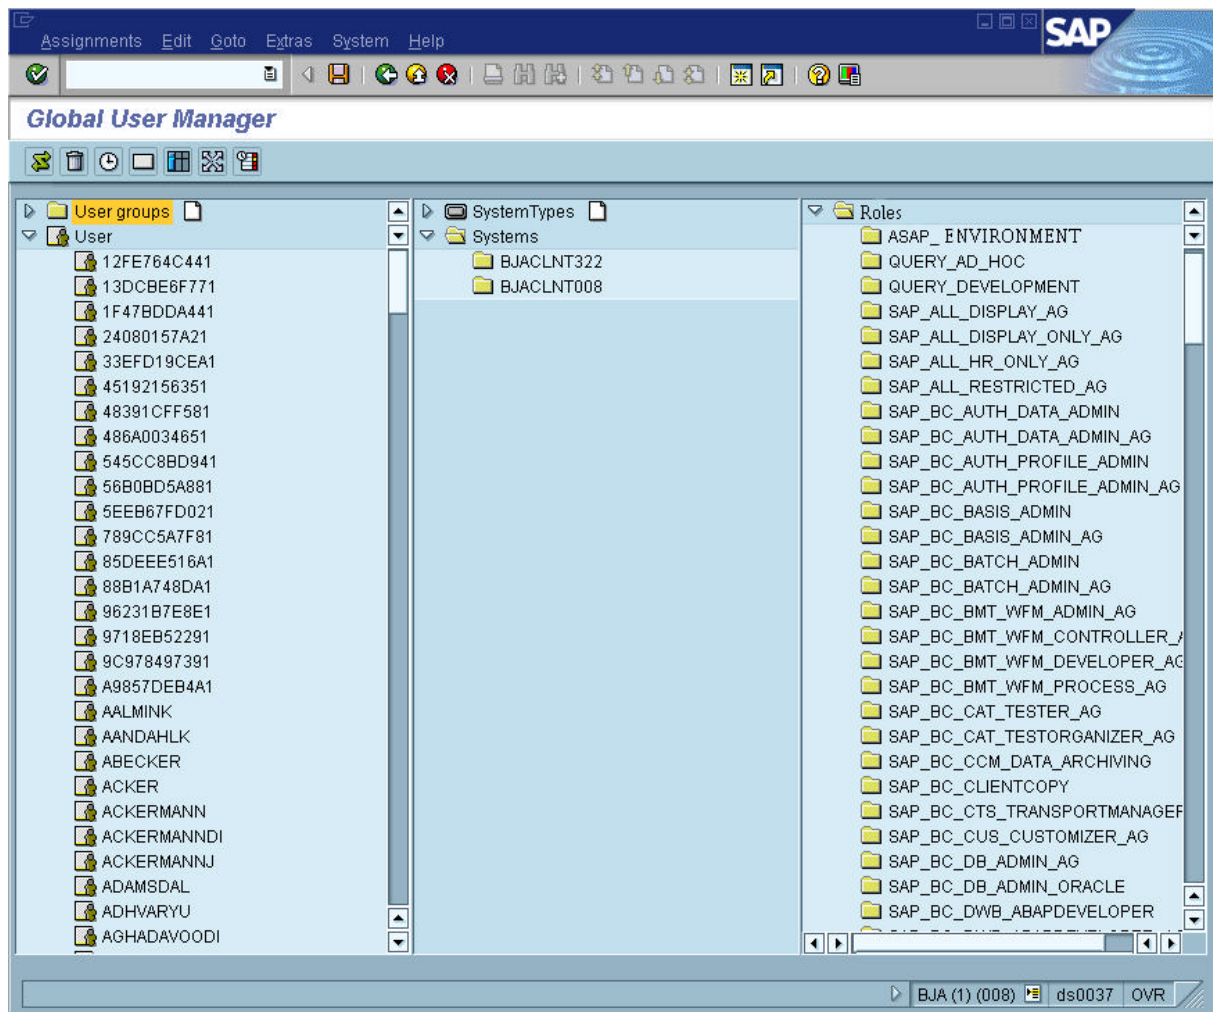 Assignments Edit Goto Extras System Help
SAP
Global User Manager
User groups
User
12FE764C441
13DCBE6F771
1F47BDDA441
24080157A21
33EFD19CEA1
45192156351
48391CFF581
486A0034651
545CC8BD941
56B0BD5A881
5EEB67FD021
789CC5A7F81
85DEEE516A1
88B1A748DA1
96231B7E8E1
9718EB52291
9C978497391
A9857DEB4A1
AALMINK
AANDAHLK
ABECKER
ACKER
ACKERMANN
ACKERMANNDI
ACKERMANNJ
ADAMSDAL
ADHVARYU
AGHADAVOODI
SystemTypes
Systems
BJACLNT322
BJACLNT008
Roles
ASAP_ ENVIRONMENT
QUERY_AD_HOC
QUERY_DEVELOPMENT
SAP_ALL_DISPLAY_AG
SAP_ALL_DISPLAY_ONLY_AG
SAP_ALL_HR_ONLY_AG
SAP_ALL_RESTRICTED_AG
SAP_BC_AUTH_DATA_ADMIN
SAP_BC_AUTH_DATA_ADMIN_AG
SAP_BC_AUTH_PROFILE_ADMIN
SAP_BC_AUTH_PROFILE_ADMIN_AG
SAP_BC_BASIS_ADMIN
SAP_BC_BASIS_ADMIN_AG
SAP_BC_BATCH_ADMIN
SAP_BC_BATCH_ADMIN_AG
SAP_BC_BMT_WFM_ADMIN_AG
SAP_BC_BMT_WFM_CONTROLLER_
SAP_BC_BMT_WFM_DEVELOPER_AG
SAP_BC_BMT_WFM_PROCESS_AG
SAP_BC_CAT_TESTER_AG
SAP_BC_CAT_TESTORGANIZER_AG
SAP_BC_CCM_DATA_ARCHIVING
SAP_BC_CLIENTCOPY
SAP_BC_CTS_TRANSPORTMANAGER
SAP_BC_CUS_CUSTOMIZER_AG
SAP_BC_DB_ADMIN_AG
SAP_BC_DB_ADMIN_ORACLE
SAP_BC_DWB_ABAPDEVELOPER
BJA (1) (008) ds0037 OVR